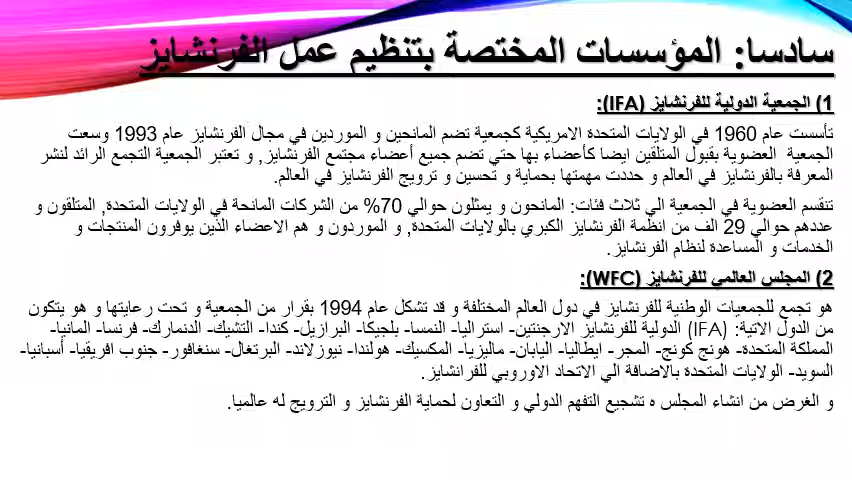 سادسا: المؤسسات المختصة بتنظيم عمل الفرنشايز
1) الجمعية الدولية للفرنشايز (IFA):
تأسست عام 1960 في الولايات المتحدة الامريكية كجمعية تضم المانحين و الموردين في مجال الفرنشايز عام 1993 وسعت
الجمعية العضوية بقبول المتلقين ايضا كأعضاء بها حتي تضم جميع أعضاء مجتمع الفرنشايز, و تعتبر الجمعية التجمع الرائد لنشر
المعرفة بالفرنشايز في العالم و حددت مهمتها بحماية و تحسين و ترويج الفرنشايز في العالم.
تنقسم العضوية في الجمعية الي ثلاث فئات: المانحون و يمثلون حوالي 70% من الشركات المانحة في الولايات المتحدة, المتلقون و
عددهم حوالي 29 الف من انظمة الفرنشايز الكبري بالولايات المتحدة, و الموردون و هم الاعضاء الذين يوفرون المنتجات و
الخدمات و المساعدة لنظام الفرنشايز.
2) المجلس العالمي للفرنشايز (WFC):
هو تجمع للجمعيات الوطنية للفرنشايز في دول العالم المختلفة و قد تشكل عام 1994 بقرار من الجمعية و تحت رعايتها و هو يتكون
من الدول الاتية: (IFA) الدولية للفرنشايز الارجنتين- استراليا- النمسا- بلجيكا- البرازيل- كندا- التشيك- الدنمارك- فرنسا- المانيا-
المملكة المتحدة- هونج كونج- المجر- ايطاليا- اليابان- ماليزيا- المكسيك- هولندا- نيوزلاند- البرتغال- سنغافور- جنوب افريقيا- أسبانيا-
السويد- الولايات المتحدة بالاضافة الي الاتحاد الاوروبي للفرانشايز.
و الغرض من انشاء المجلس ه تشجيع التفهم الدولي و التعاون لحماية الفرنشايز و الترويج له عالميا.